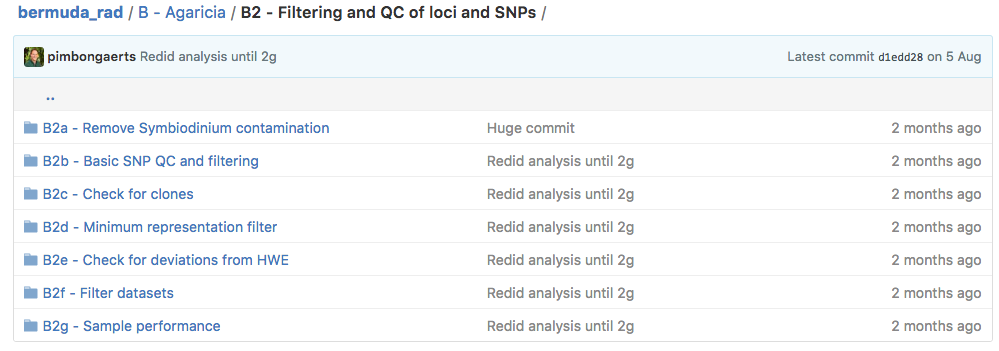 bermuda_rad / B - Agaricia / B2 - Filtering and QC of loci and SNPs /
pimbongaerts Redid analysis until 2g Latest commit d1edd28 on 5 Aug
..
B2a - Remove Symbiodinium contamination Huge commit 2 months ago
B2b - Basic SNP QC and filtering Redid analysis until 2g 2 months ago
B2c - Check for clones Redid analysis until 2g 2 months ago
B2d - Minimum representation filter Redid analysis until 2g 2 months ago
B2e - Check for deviations from HWE Redid analysis until 2g 2 months ago
B2f - Filter datasets Redid analysis until 2g 2 months ago
B2g - Sample performance Redid analysis until 2g 2 months ago